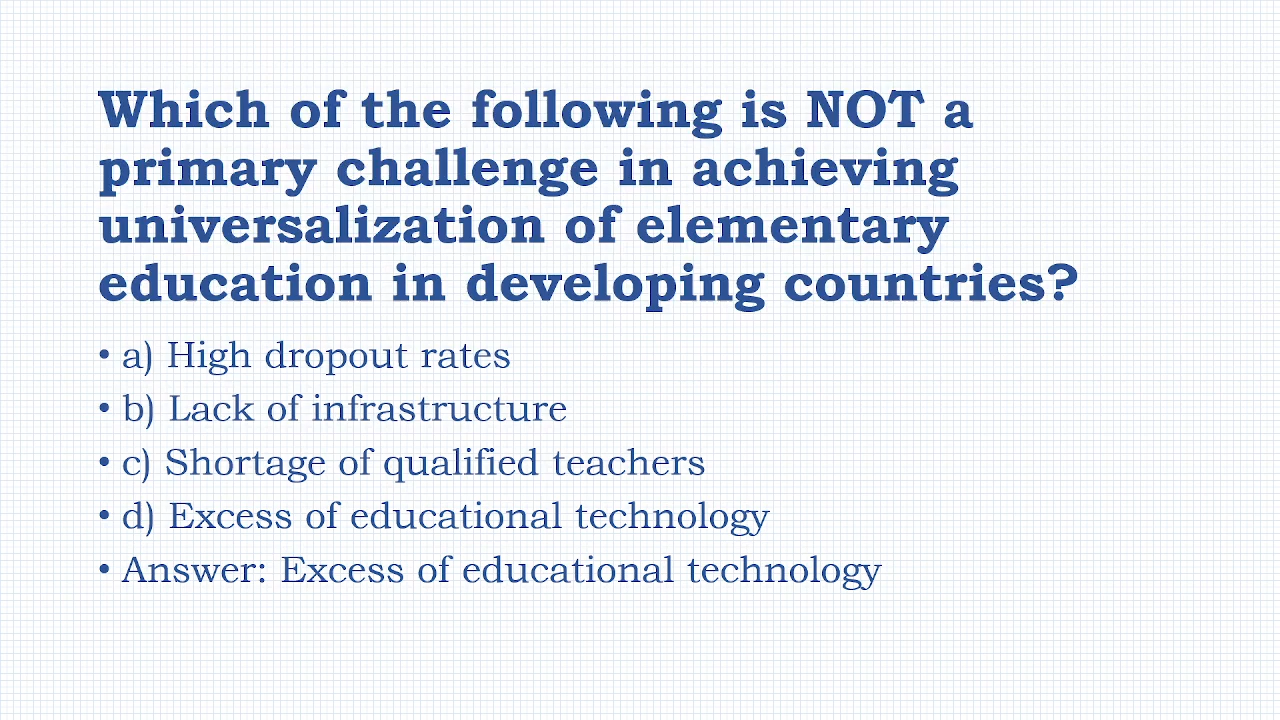 Which of the following is NOT a
primary challenge in achieving
universalization of elementary
education in developing countries?
• a) High dropout rates
• b) Lack of infrastructure
• c) Shortage of qualified teachers
• d) Excess of educational technology
• Answer: Excess of educational technology